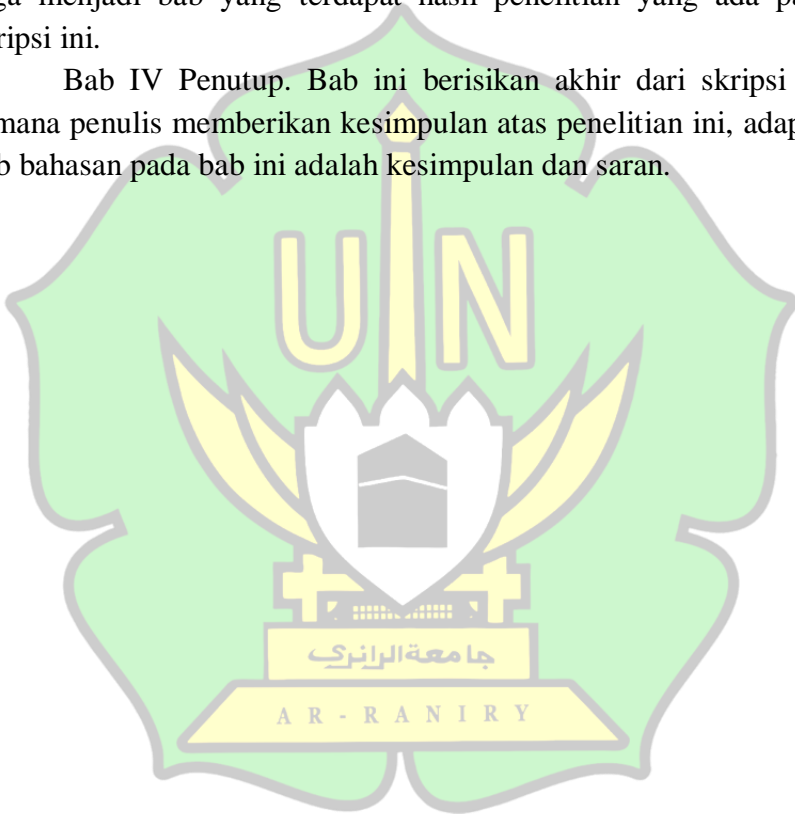 ga menjadi bab yang terdapat hasil penelitian yang ada pa
ripsi ini.
Bab IV Penutup. Bab ini berisikan akhir dari skripsi
mana penulis memberikan kesimpulan atas penelitian ini, adap
b bahasan pada bab ini adalah kesimpulan dan saran.
UIN
جامعة الرانري
AR-RANIRY